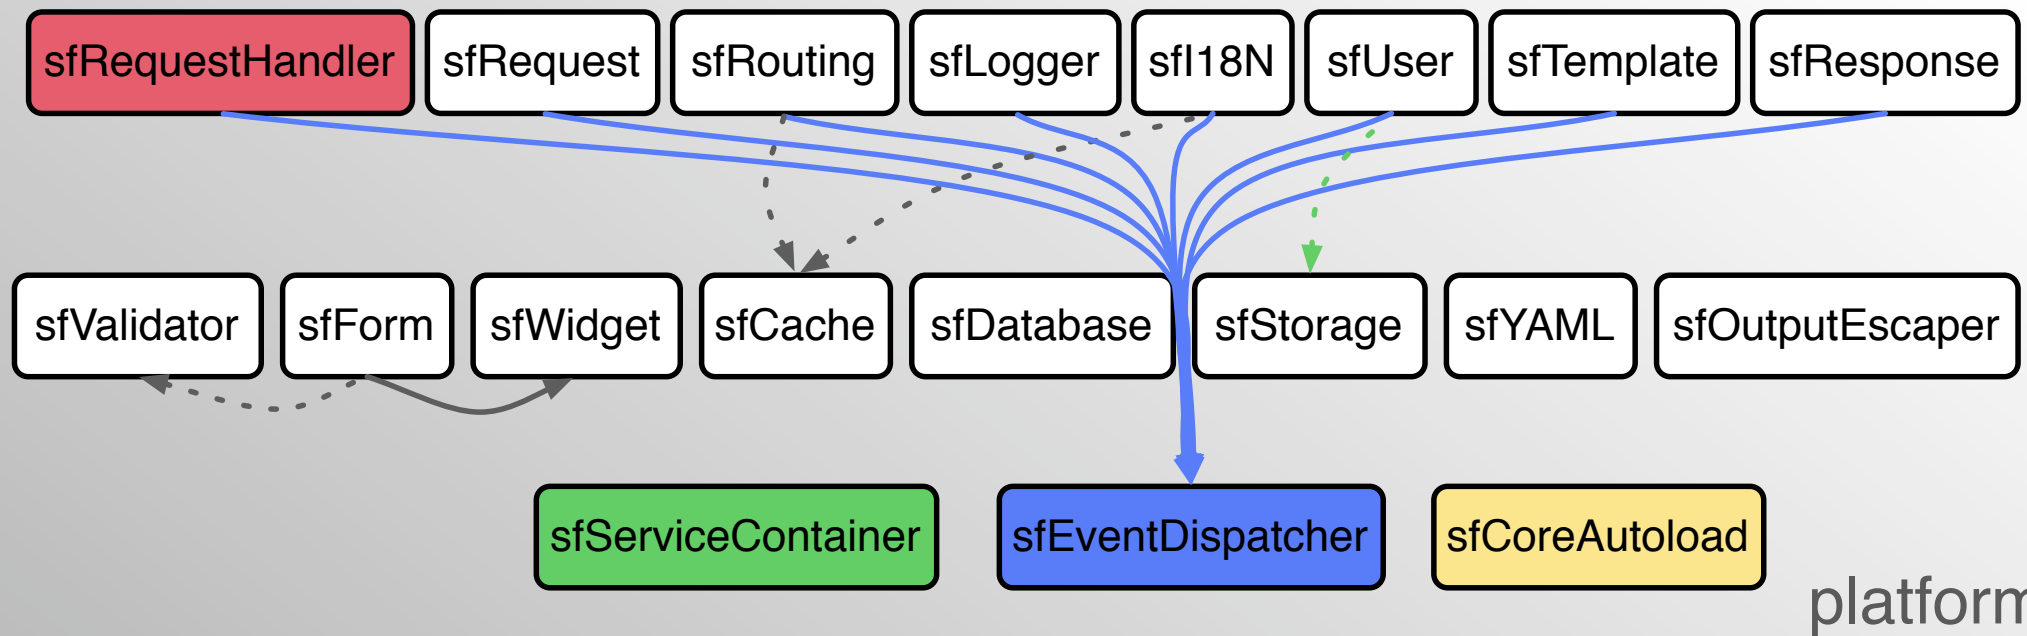 sfRequestHandler sfRequest sfRouting sfLogger sfI18N sfUser sfTemplate sfResponse
sfValidator sfForm sfWidget sfCache sfDatabase sfStorage sfYAML sfOutputEscaper
sfServiceContainer sfEventDispatcher sfCoreAutoload
platform